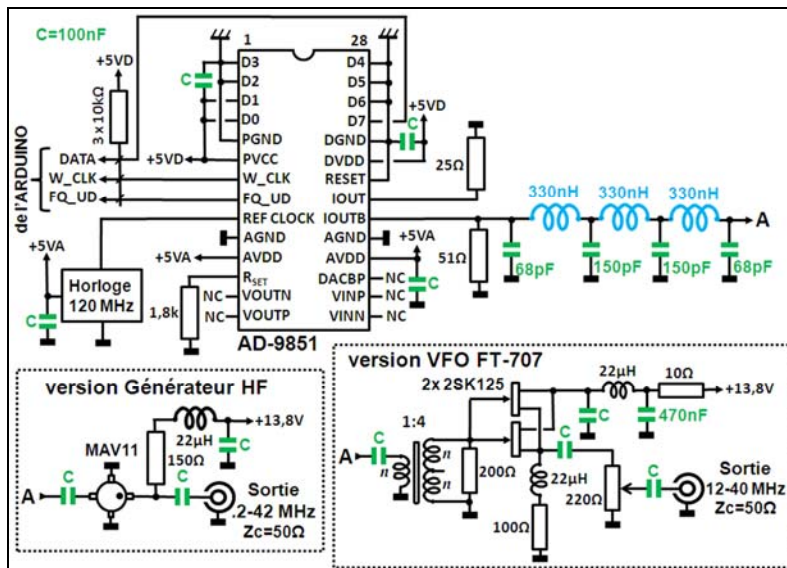 C=100nF
1
28
+5VD
3 x 10kΩ
de l'ARDUINO
DATA
W_CLK
FQ_UD
C
+5VD
D3
D2
D1
D0
PGND
PVCC
W_CLK
FQ_UD
REF CLOCK
AGND
AVDD
RSET
VOUTN
VOUTP
D4
D5
D6
D7
DGND
DVDD
RESET
IOUT
IOUTB
AGND
AVDD
DACBP
VINP
VINN
AD-9851
+5VD
C
25Ω
330nH
330nH
330nH
A
51Ω
68pF
150pF
150pF
68pF
+5VA
C
NC
NC
NC
+5VA
+5VA
Horloge
120 MHz
C
1,8k
NC
NC
version Générateur HF
MAV11
22µH
+13,8V
150Ω
C
A
C
C
Sortie
.2-42 MHz
Zc=50Ω
version VFO FT-707
2x 2SK125
22µH
10Ω
+13,8V
1:4
C
470nF
A
C
n
n
n
200Ω
C
22µH
100Ω
220Ω
C
Sortie
12-40 MHz
Zc=50Ω